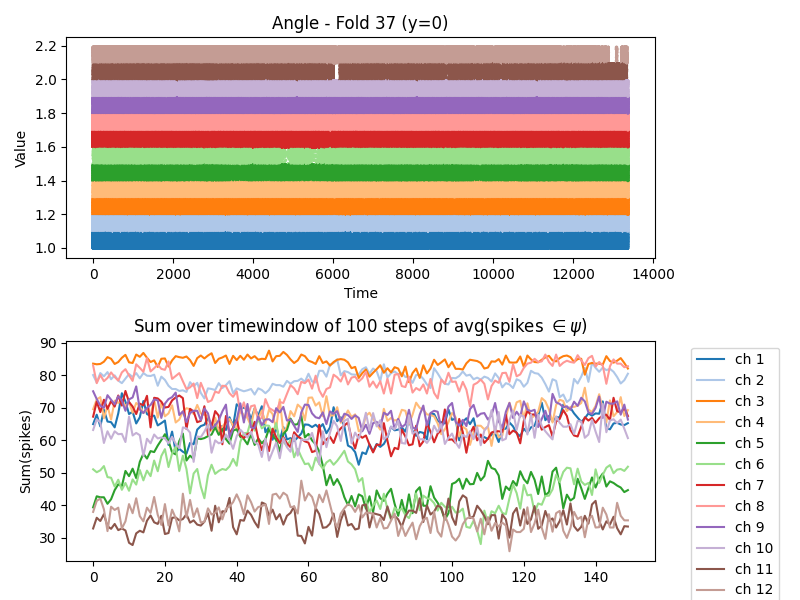 Angle - Fold 37 (y=0)
Value
2.2
2.0
1.8
1.6
1.4
1.2
1.0
0 2000 4000 6000 8000 10000 12000 14000
Time
Sum over timewindow of 100 steps of avg(spikes ∈ψ)
Sum(spikes)
90
80
70
60
50
40
30
0 20 40 60 80 100 120 140
ch 1
ch 2
ch 3
ch 4
ch 5
ch 6
ch 7
ch 8
ch 9
ch 10
ch 11
ch 12